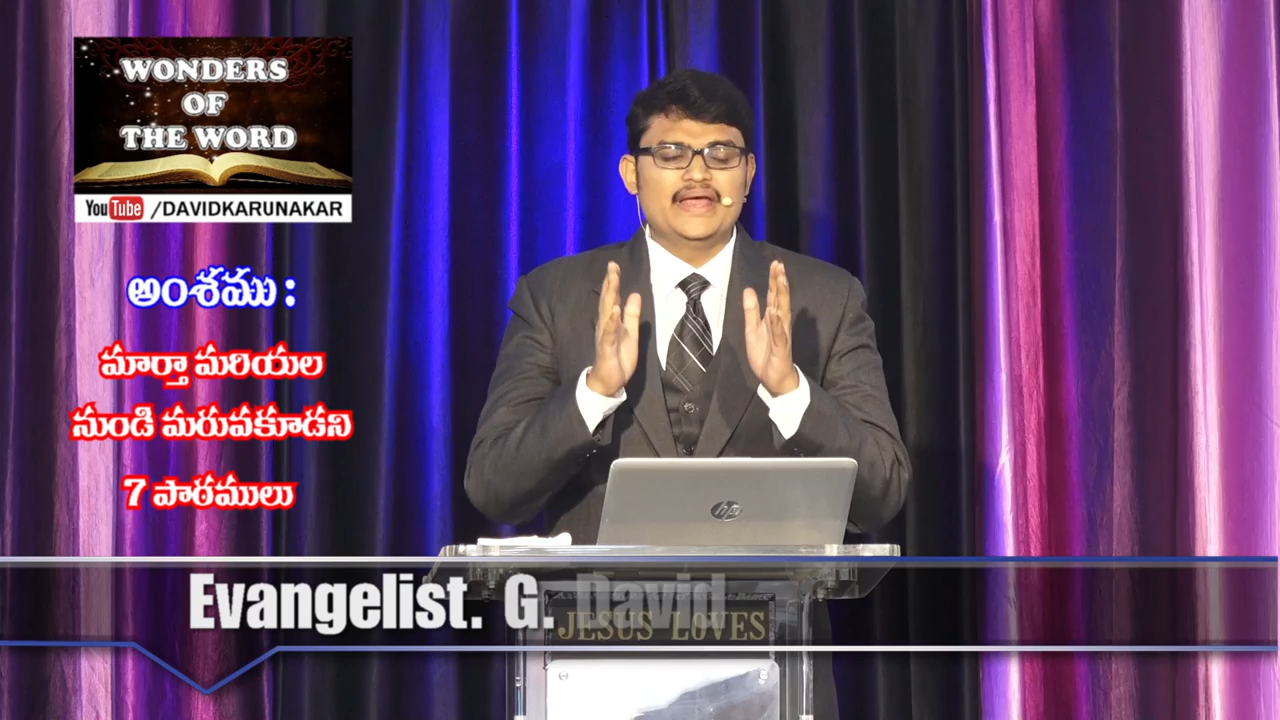 WONDERS
OF
THE WORD
YouTube /DAVIDKARUNAKAR
అంశము :
మార్తా మరియల
నుండి మరువకూడని
7 పాఠములు
Evangelist. G. David
JESUS LOVES
hp